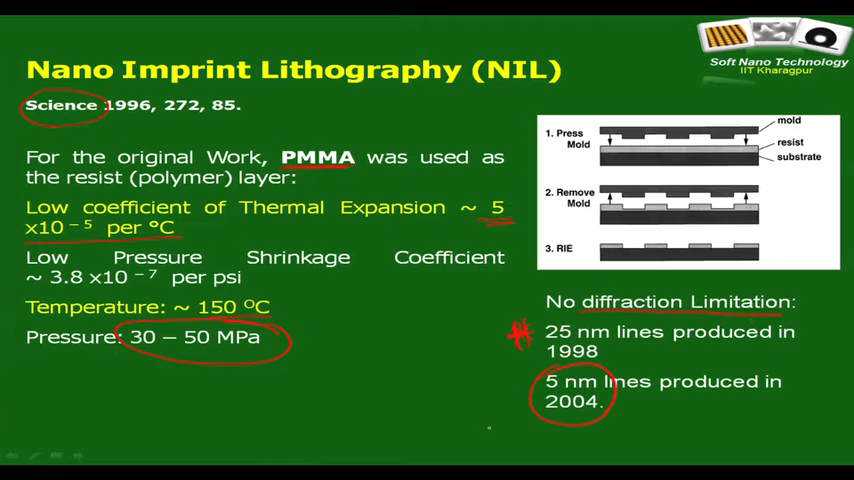 Soft Nano Technology
IIT Kharagpur
Nano Imprint Lithography (NIL)
Science 1996, 272, 85.
For the original Work, PMMA was used as
the resist (polymer) layer:
Low coefficient of Thermal Expansion ~ 5
x10 ⁻⁵ per °C
Low Pressure Shrinkage Coefficient
~ 3.8 x10 ⁻⁷ per psi
Temperature: ~ 150 ⁰C
Pressure: 30 – 50 MPa
1. Press
Mold
mold
resist
substrate
2. Remove
Mold
3. RIE
No diffraction Limitation:
25 nm lines produced in
1998
5 nm lines produced in
2004.